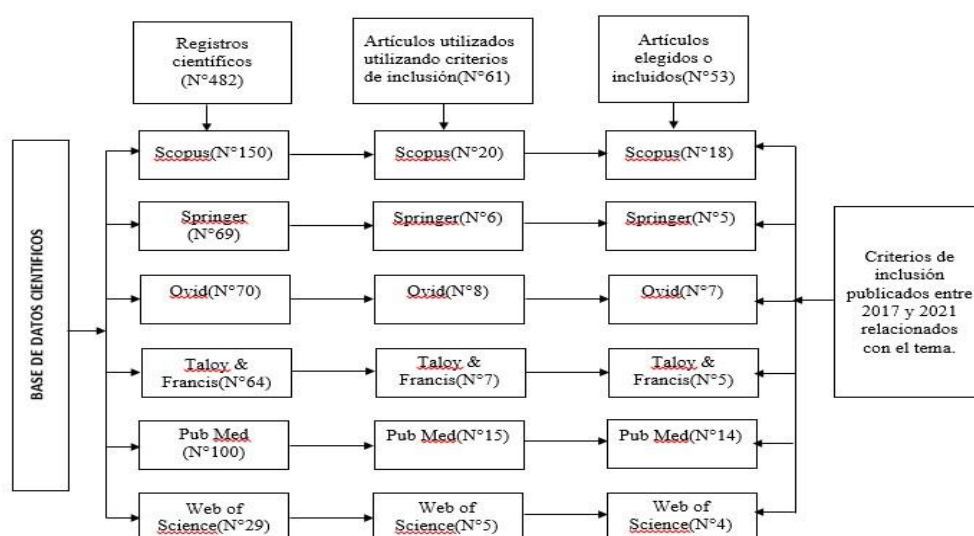 Registros
científicos
(N°482)
Artículos utilizados
utilizando criterios
de inclusión(N°61)
Artículos
elegidos o
incluidos(N°53)
BASE DE DATOS CIENTIFICOS
Scopus(N°150)
Scopus(N°20)
Scopus(N°18)
Springer
(N°69)
Springer(N°6)
Springer(N°5)
Ovid(N°70)
Ovid(N°8)
Ovid(N°7)
Taloy &
Francis(N°64)
Taloy &
Francis(N°7)
Taloy &
Francis(N°5)
Pub Med
(N°100)
Pub Med(N°15)
Pub Med(N°14)
Web of
Science(N°29)
Web of
Science(N°5)
Web of
Science(N°4)
Criterios de
inclusión
publicados entre
2017 y 2021
relacionados
con el tema.